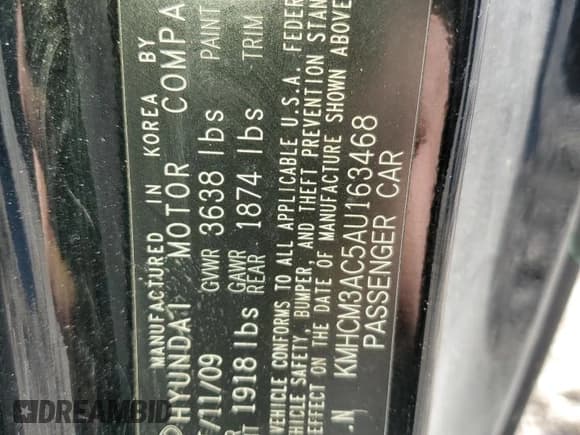 MANUFACTURED IN KOREA BY
HYUNDAI MOTOR COMPA
/11/09 GVWR 3638 lbs PAINT
1918 lbs GAWR REAR 1874 lbs TRIM
VEHICLE CONFORMS TO ALL APPLICABLE U.S.A. FEDER
VEHICLE SAFETY, BUMPER, AND THEFT PREVENTION STAN
EFFECT ON THE DATE OF MANUFACTURE SHOWN ABOVE
.N KMHCM3AC5AU163468
PASSENGER CAR
DREAMBID